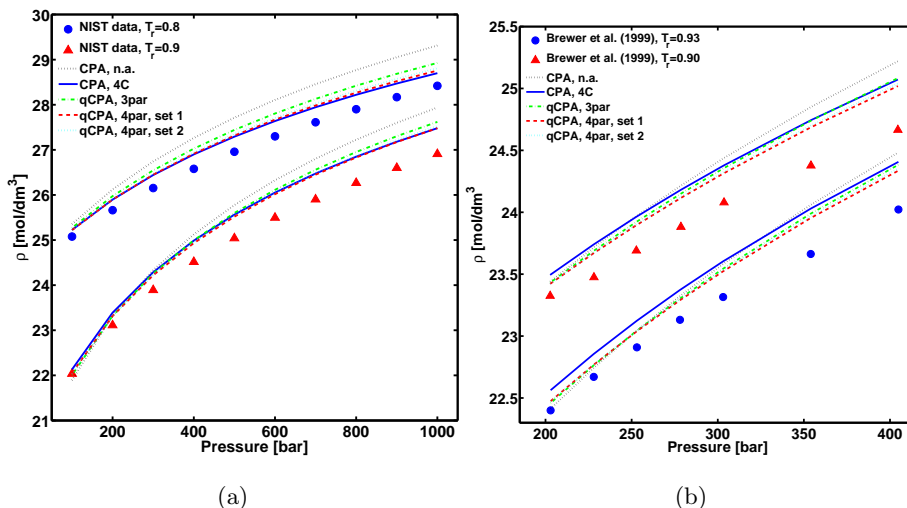 30
29
28
27
26
25
24
23
22
21
ρ [mol/dm³]
NIST data, Tr=0.8
NIST data, Tr=0.9
CPA, n.a.
CPA, 4C
qCPA, 3par
qCPA, 4par, set 1
qCPA, 4par, set 2
200 400 600 800 1000
Pressure [bar]
(a)
25.5
25
24.5
24
23.5
23
22.5
ρ [mol/dm³]
Brewer et al. (1999), Tr=0.93
Brewer et al. (1999), Tr=0.90
CPA, n.a.
CPA, 4C
qCPA, 3par
qCPA, 4par, set 1
qCPA, 4par, set 2
200 250 300 350 400
Pressure [bar]
(b)